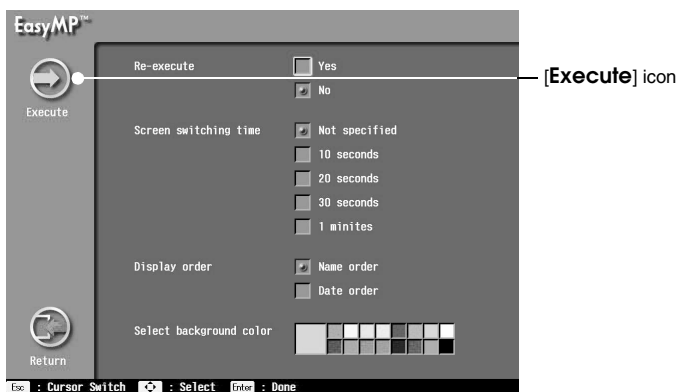 EasyMP™
Re-execute Yes
No
[Execute] icon
Execute
Screen switching time Not specified
10 seconds
20 seconds
30 seconds
1 minites
Display order Name order
Date order
Select background color
Return
Esc : Cursor Switch : Select Enter : Done